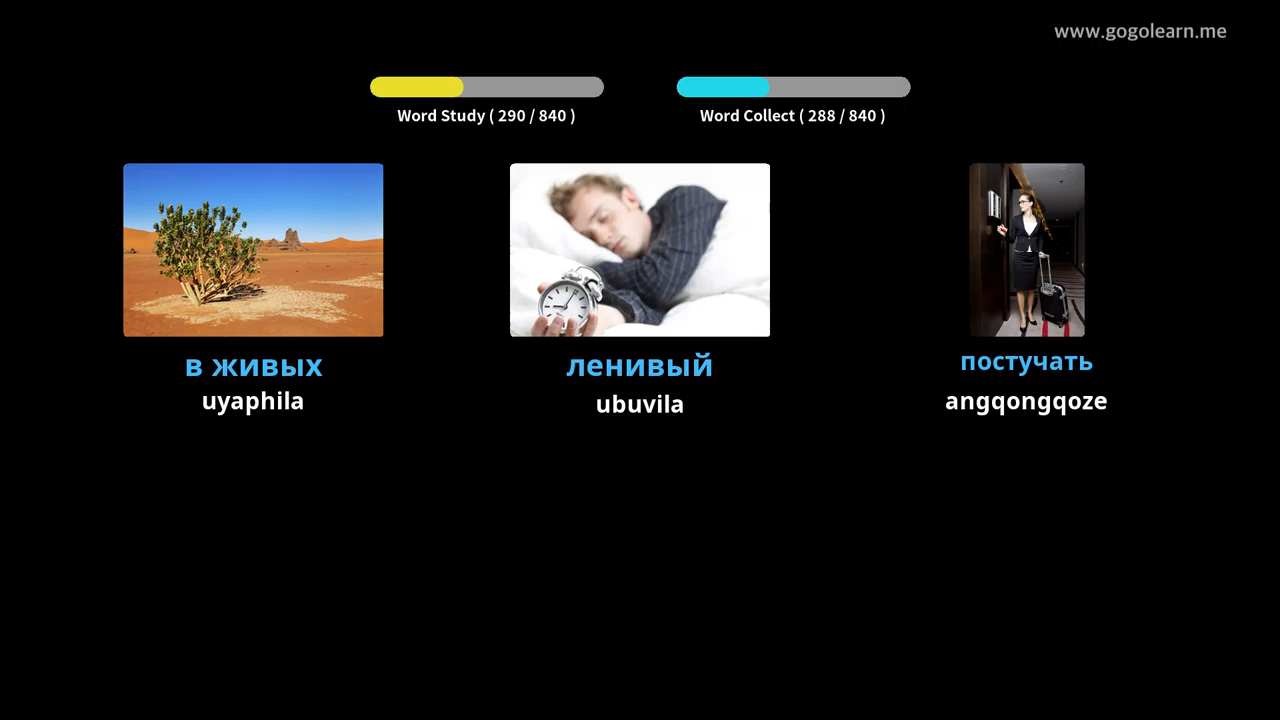 www.gogolearn.me
Word Study ( 290 / 840 )
Word Collect ( 288 / 840 )
в живых
uyaphila
ленивый
ubuvila
постучать
angqongqoze